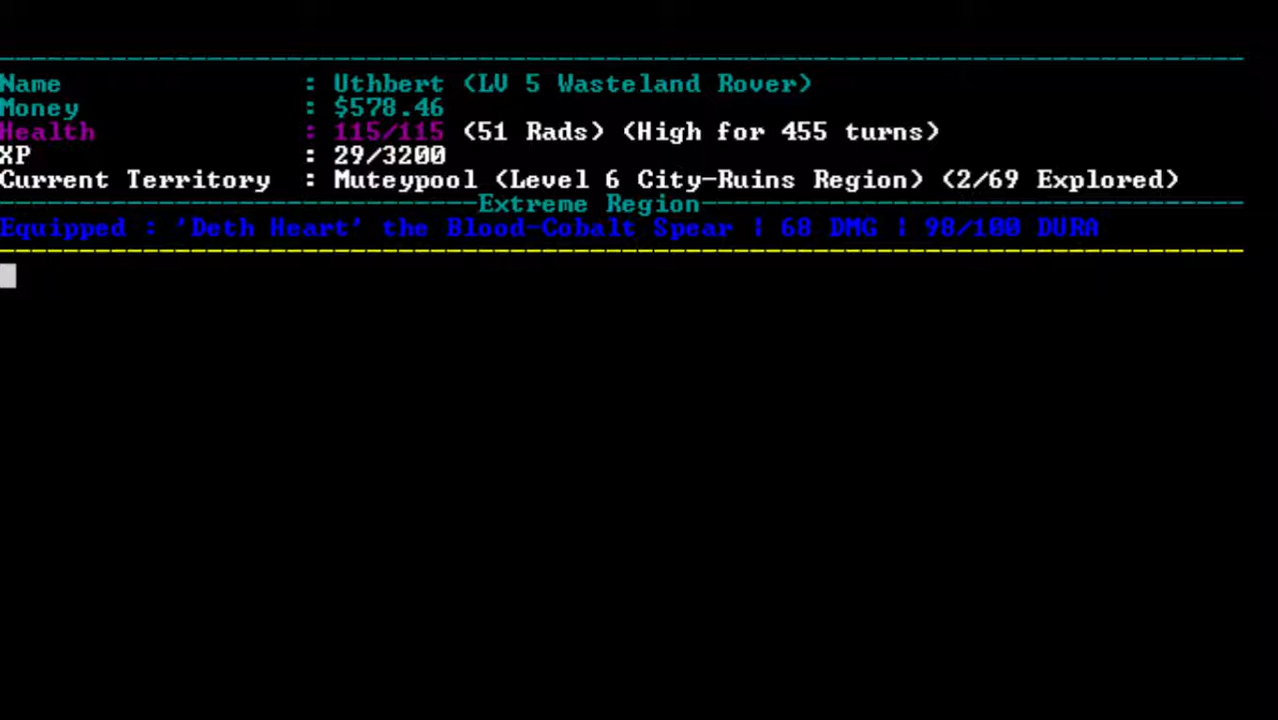 Name : Uthbert (LV 5 Wasteland Rover)
Money : $578.46
Health : 115/115 (51 Rads) (High for 455 turns)
XP : 29/3200
Current Territory : Muteypool (Level 6 City-Ruins Region) (2/69 Explored)
Extreme Region
Equipped : 'Deth Heart' the Blood-Cobalt Spear | 68 DMG | 98/100 DURA